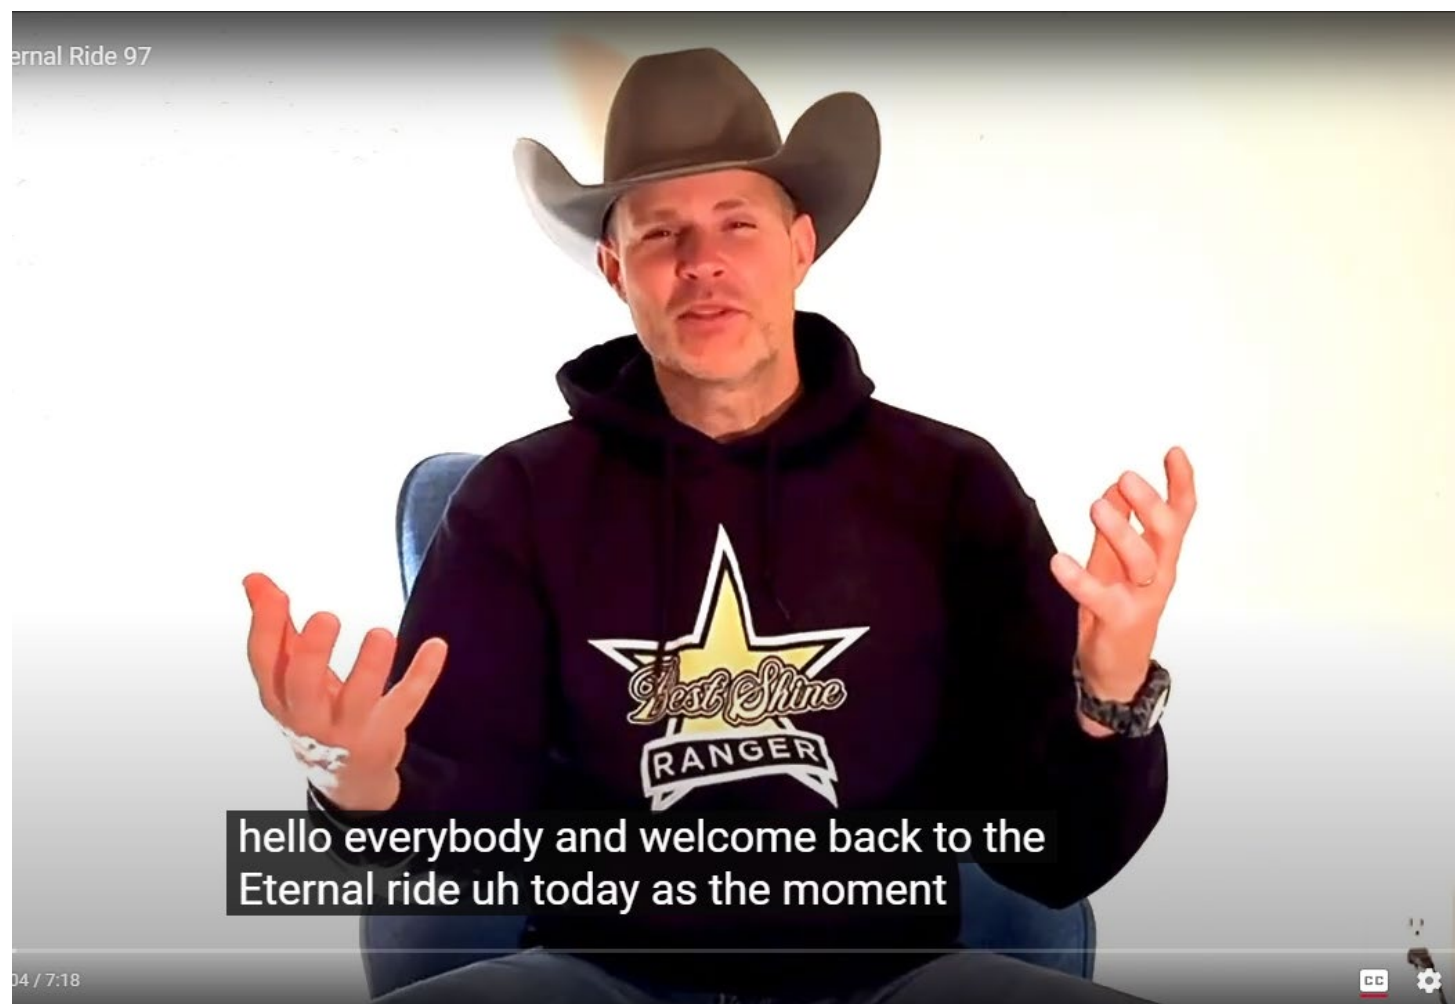 ernal Ride 97
Best Shine
RANGER
hello everybody and welcome back to the
Eternal ride uh today as the moment
04 / 7:18
CC